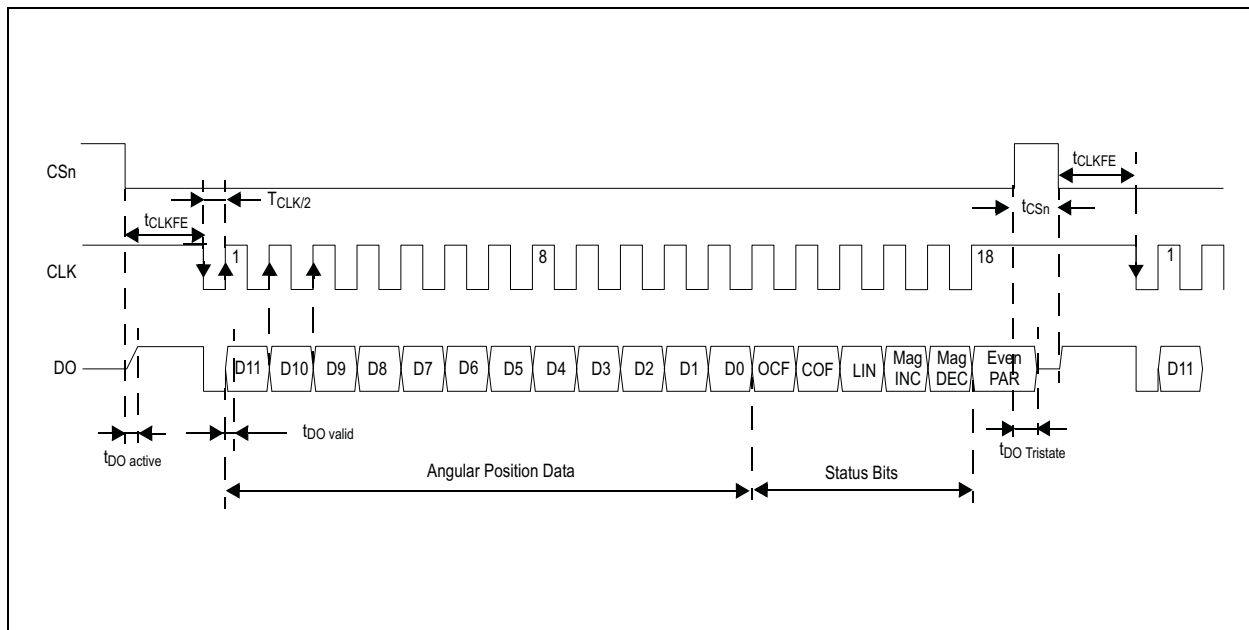 CSn
tCLKFE
TCLK/2
tCLKFE
tCSn
CLK
1
8
18
1
DO
D11
D10
D9
D8
D7
D6
D5
D4
D3
D2
D1
D0
OCF
COF
LIN
Mag
INC
Mag
DEC
Even
PAR
D11
tDO active
tDO valid
tDO Tristate
Angular Position Data
Status Bits